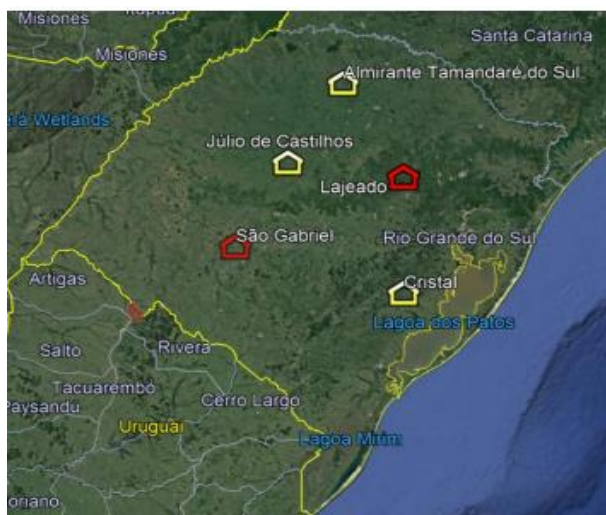 Misiones
Santa Catarina
Misiones
Almirante Tamandaré do Sul
Wetlands
Júlio de Castilhos
Lajeado
São Gabriel
Rio Grande do Sul
Artigas
Cristal
Lagoa dos Patos
Salto
Rivera
Tacuarembó
Cerro Largo
Paysandu
Uruguai
Lagoa Mirim